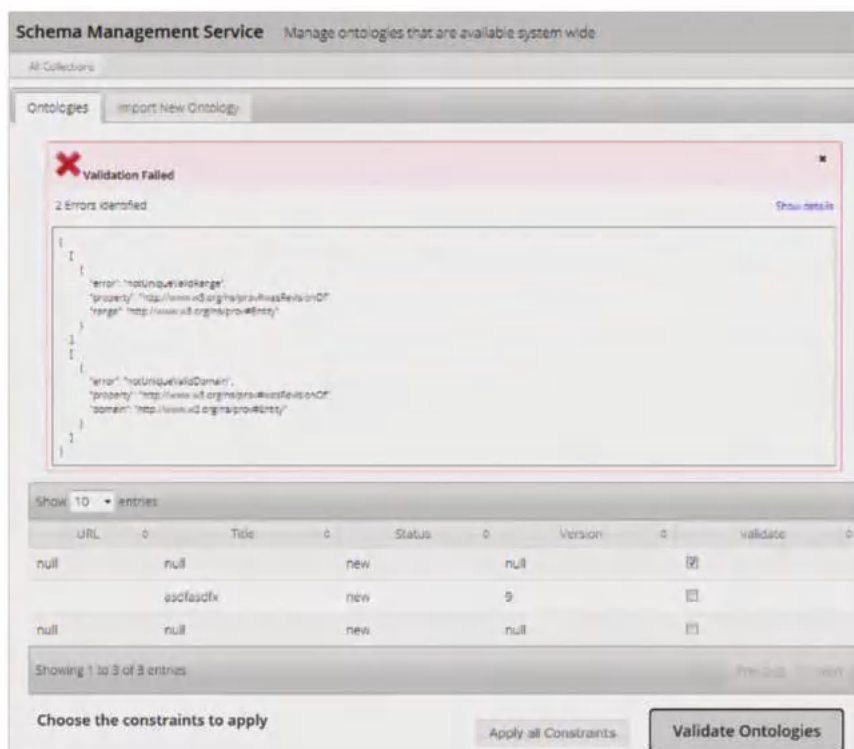 Schema Management Service Manage ontologies that are available system wide
All Collections
Ontologies Import New Ontology
Validation Failed
2 Errors identified
Show details
[
[
{
"error": "notUniqueValidRange",
"property": "http://www.w3.org/ns/prov#wasRevisionOf"
"range": "http://www.w3.org/ns/prov#Entity"
}
]
[
{
"error": "notUniqueValidDomain",
"property": "http://www.w3.org/ns/prov#wasRevisionOf"
"domain": "http://www.w3.org/ns/prov#Entity"
}
]
]
Show 10 entries
URL Title Status Version Validate
null null new null
asdfasdfx new 9
null null new null
Showing 1 to 3 of 3 entries
Previous Next
Choose the constraints to apply
Apply all Constraints Validate Ontologies